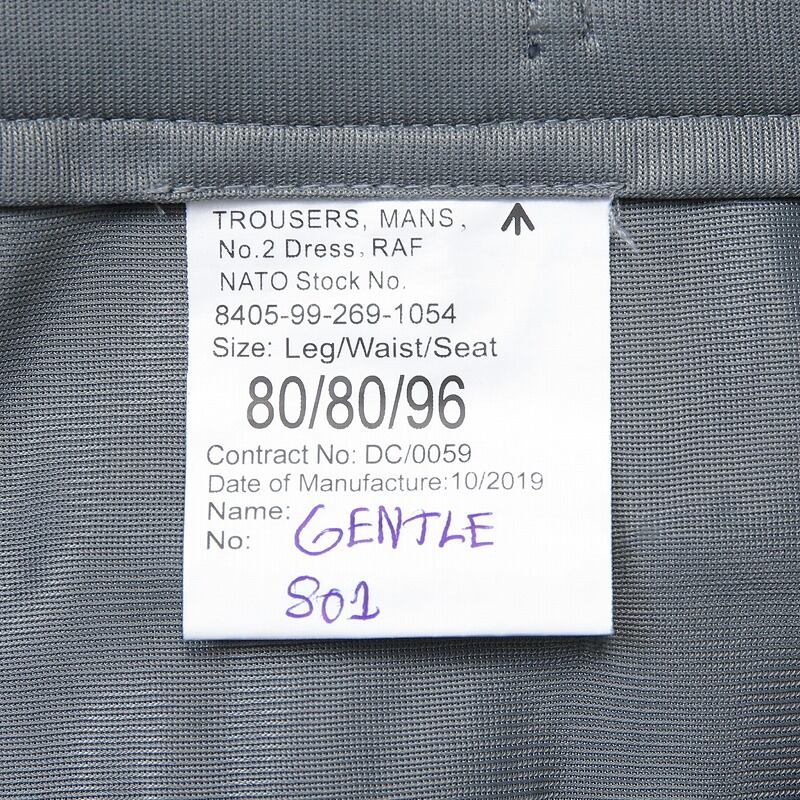 TROUSERS, MANS,
No.2 Dress, RAF
NATO Stock No.
8405-99-269-1054
Size: Leg/Waist/Seat
80/80/96
Contract No: DC/0059
Date of Manufacture:10/2019
Name: GENTLE
No: 801